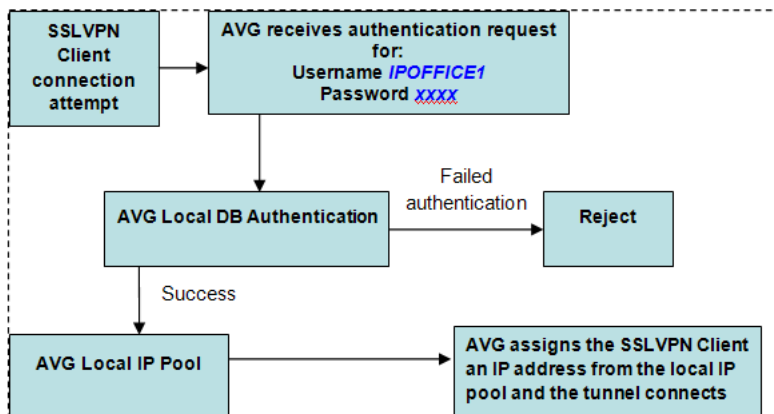 SSLVPN
Client
connection
attempt
AVG receives authentication request
for:
Username IPOFFICE1
Password XXXX
AVG Local DB Authentication
Failed
authentication
Reject
Success
AVG Local IP Pool
AVG assigns the SSLVPN Client
an IP address from the local IP
pool and the tunnel connects